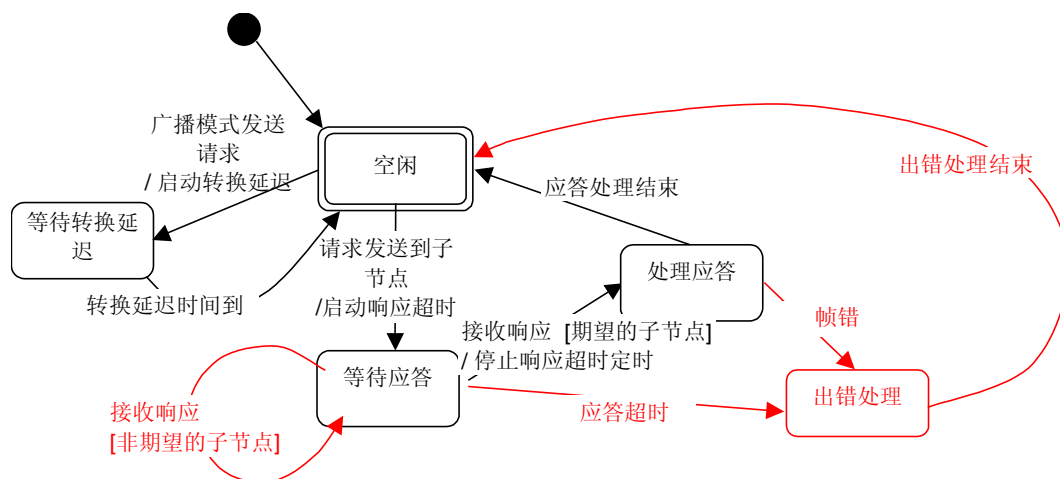 广播模式发送
请求
/ 启动转换延迟
空闲
出错处理结束
应答处理结束
等待转换延
迟
请求发送到子
节点
/启动响应超时
处理应答
转换延迟时间到
帧错
接收响应 [期望的子节点]
/ 停止响应超时定时
等待应答
出错处理
接收响应
[非期望的子节点]
应答超时